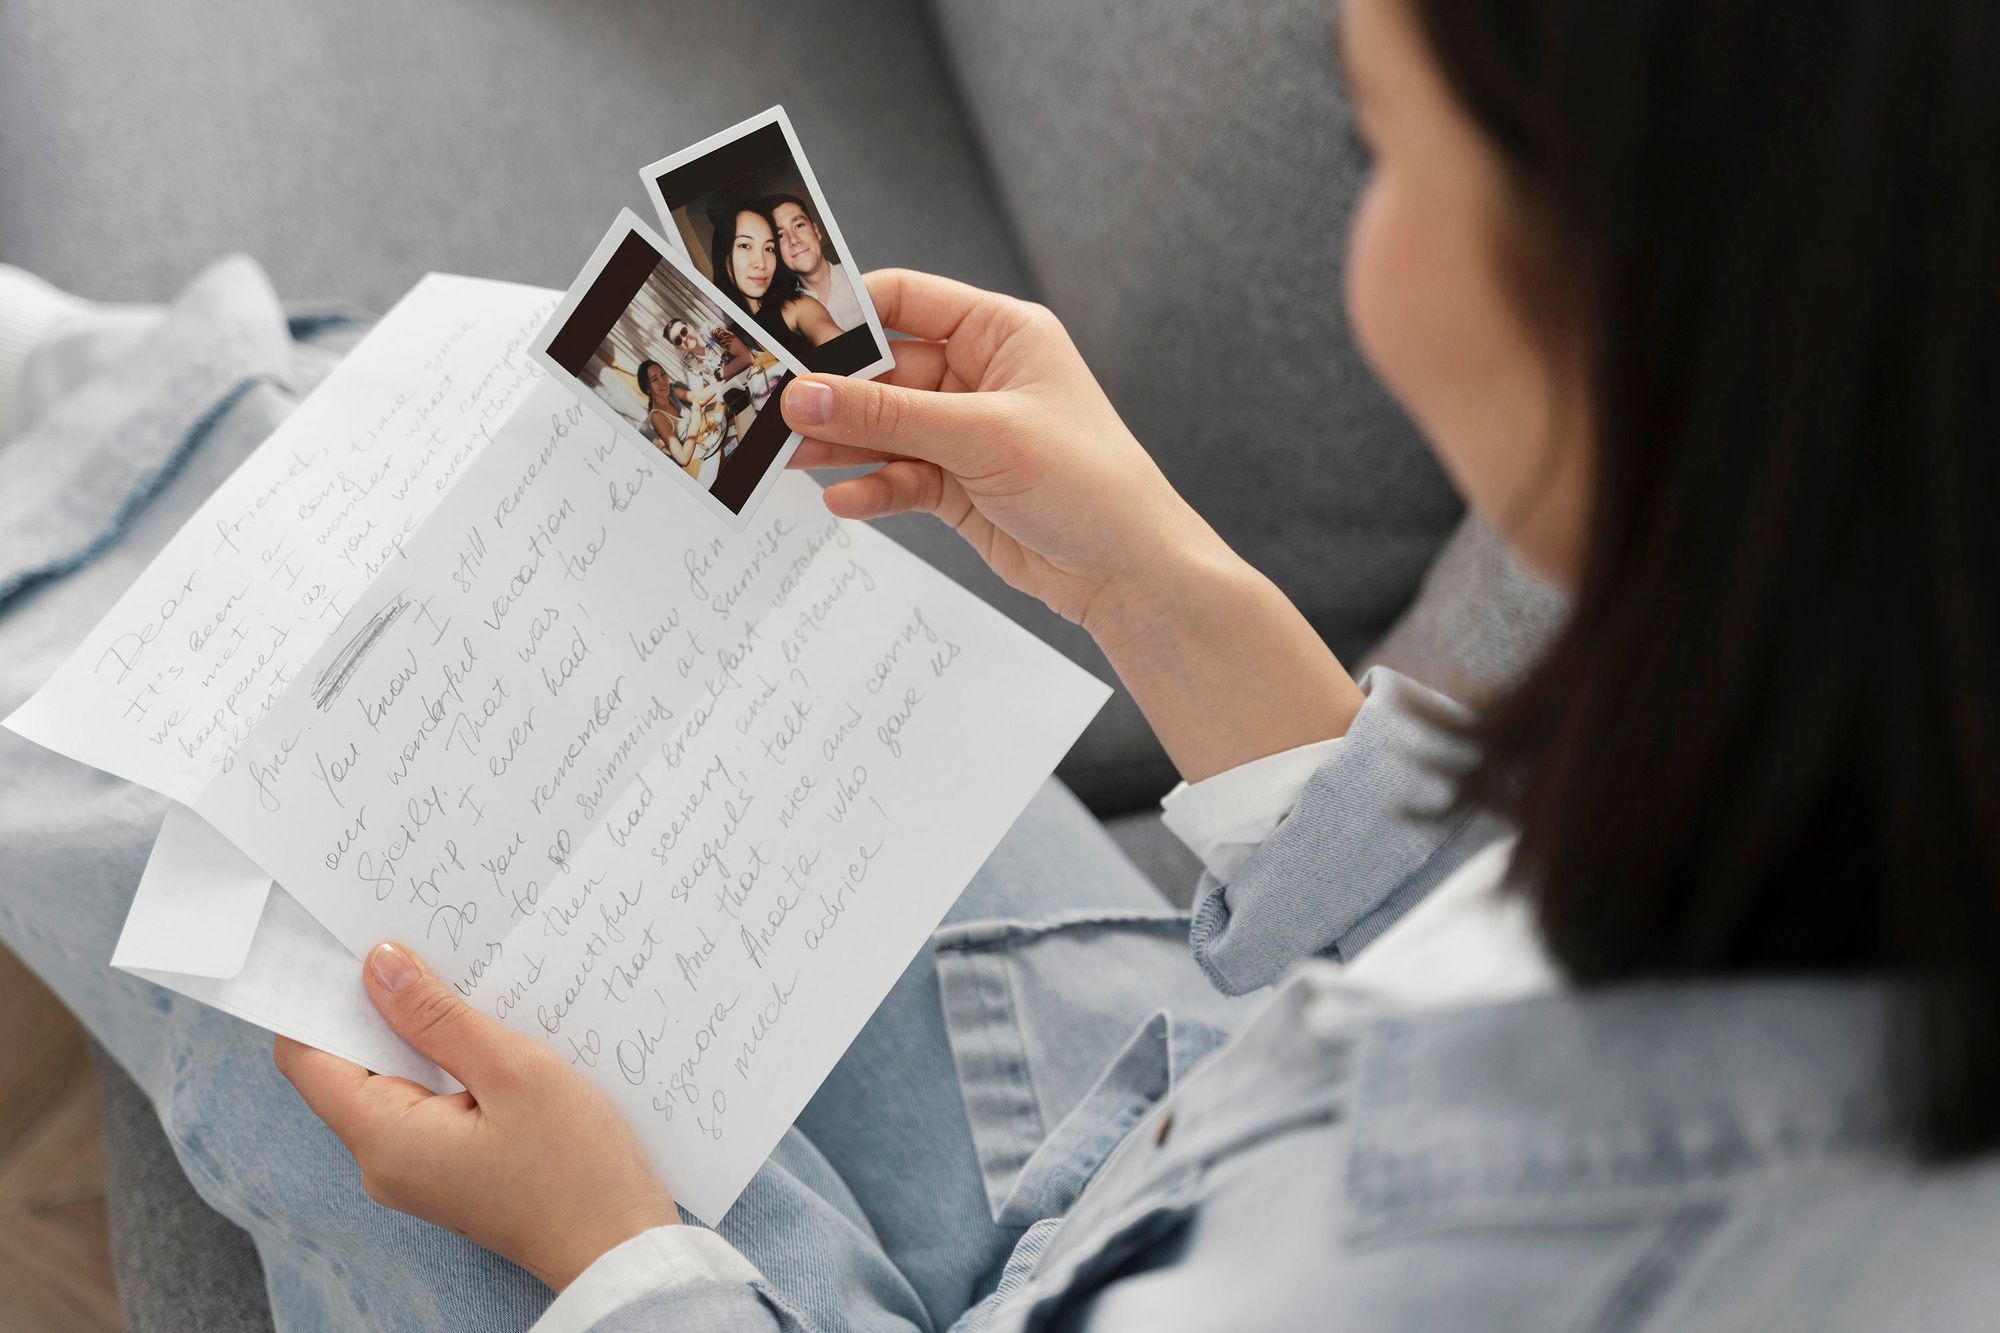 Dear friend,
It's been a long time since
we met. I wonder what
happened, as you went completely
silent. I hope everything
fine.
You know I still remember
our wonderful vacation in
Sicily. That was the bes
trip I ever had!
Do you remember how fun
was to go swimming at sunrise
and then had breakfast watching
beautiful scenery, and listening
to that seagulls' talk?
Oh! And that nice and caring
signora Anceta who gave us
so much advice!